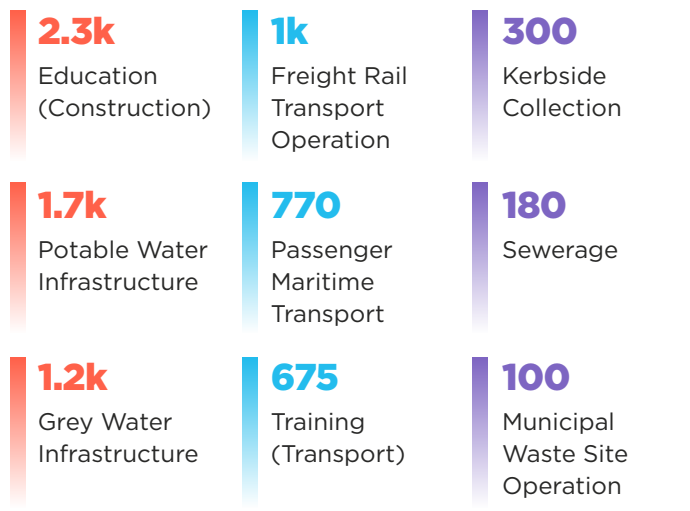 2.3k
Education
(Construction)
1k
Freight Rail
Transport
Operation
300
Kerbside
Collection
1.7k
Potable Water
Infrastructure
770
Passenger
Maritime
Transport
180
Sewerage
1.2k
Grey Water
Infrastructure
675
Training
(Transport)
100
Municipal
Waste Site
Operation